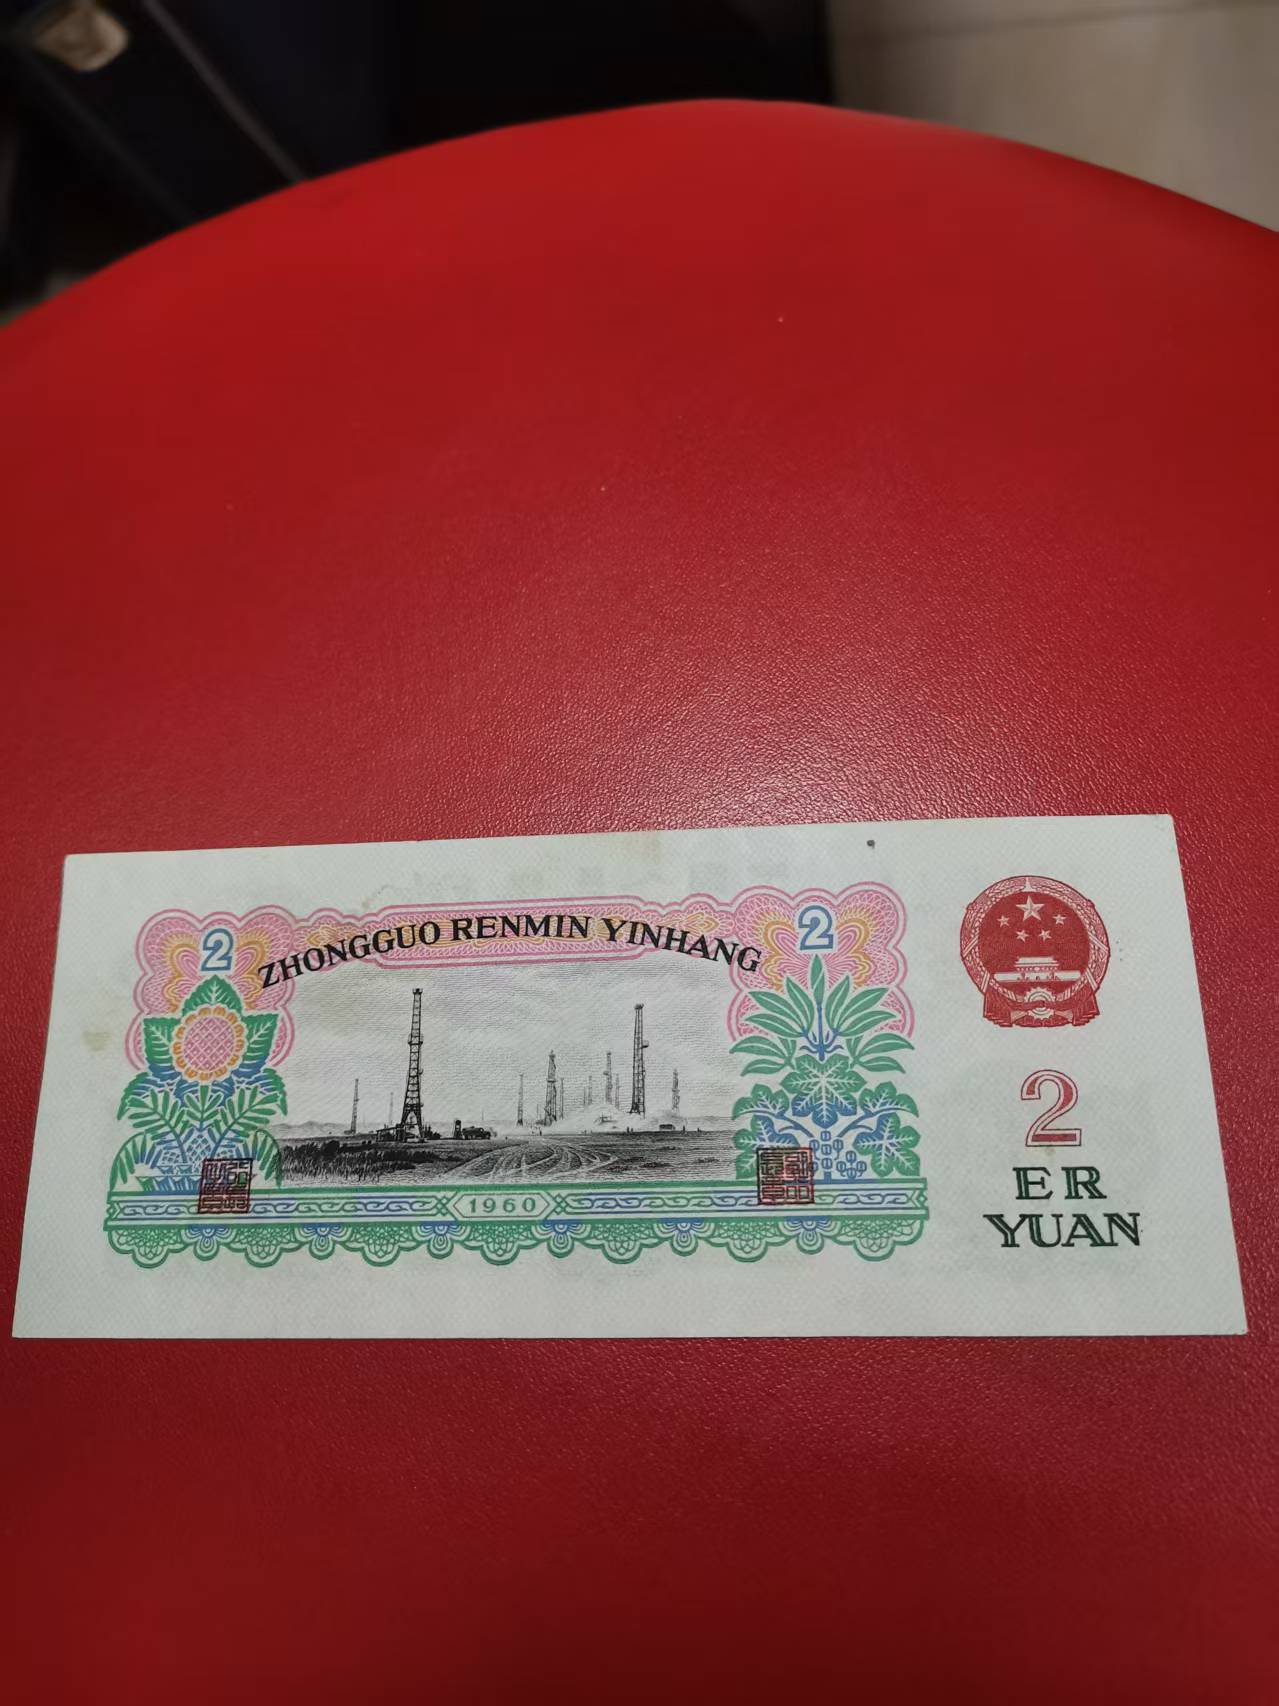 2
ZHONGGUO RENMIN YINHANG
2
1960
2
ER
YUAN